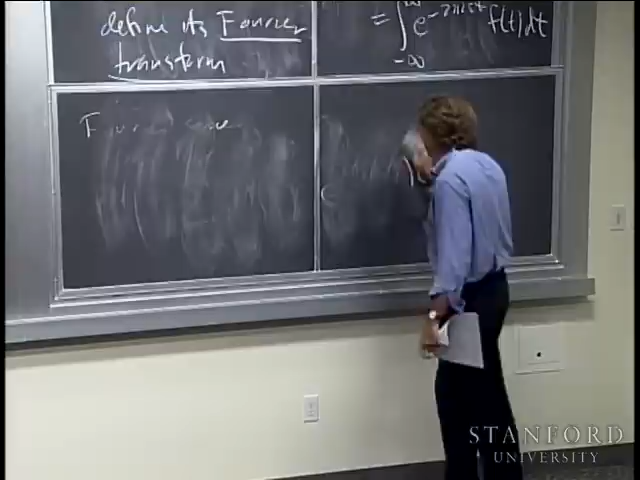 define its Fourier
transform
= ∫_{-∞}^{∞} e^{-2πist} f(t) dt
STANFORD
UNIVERSITY